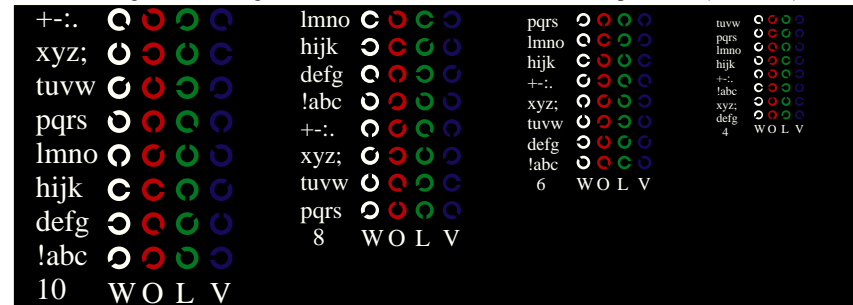 +-:.
xyz;
tuvw
pqrs
lmno
hijk
defg
!abc
10 W O L V
lmno
hijk
defg
!abc
+-:.
xyz;
tuvw
pqrs
8 W O L V
pqrs
lmno
hijk
+-:.
xyz;
tuvw
defg
!abc
6 W O L V
tuvw
pqrs
lmno
hijk
+-:.
!abc
xyz;
defg
4 W O L V